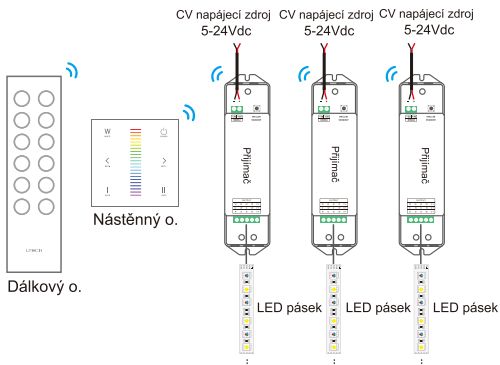 CV napájecí zdroj
5-24Vdc
CV napájecí zdroj
5-24Vdc
CV napájecí zdroj
5-24Vdc
W
Přijímač
Přijímač
Přijímač
Nástěnný o.
LTECH
Dálkový o.
LED pásek
LED pásek
LED pásek